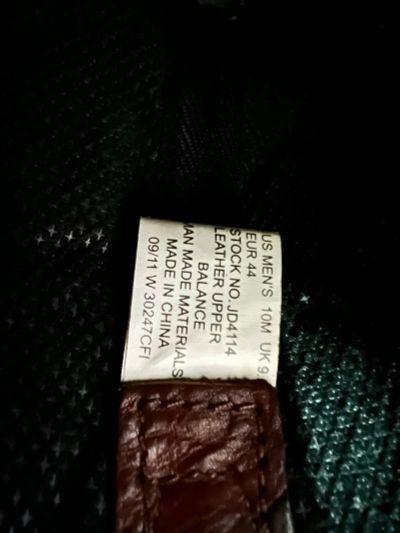 US MEN'S 10M UK 9
EUR 44
STOCK NO. JD4114
LEATHER UPPER
BALANCE
MAN MADE MATERIALS
MADE IN CHINA
09/11 W 30247CFI